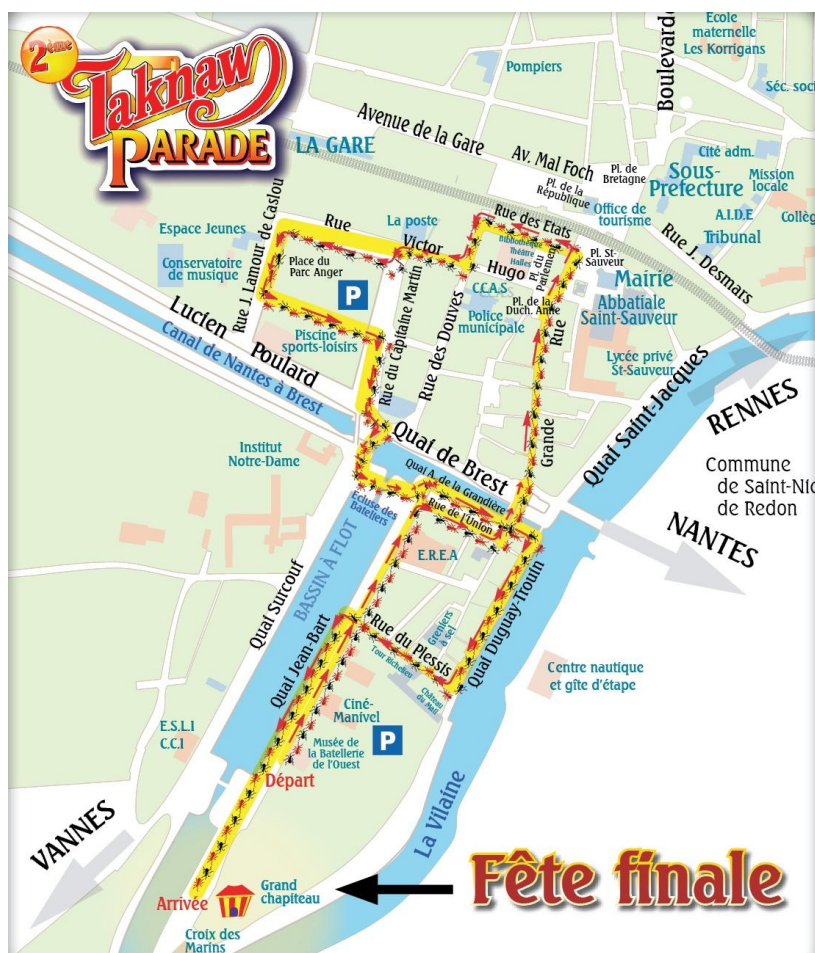 2ème
Taknaw
PARADE
Ecole
maternelle
Les Korrigans
Boulevard
Pompiers
Séc. soci
Avenue de la Gare
LA GARE
Av. Mal Foch
Pl. de
Bretagne
Pl. de la
République
Cité adm.
Sous-
Prefecture
Mission
locale
A.I.D.E
Tribunal
Collèg
Office de
tourisme
Rue J. Desmars
Rue J. Lamour de Caslou
Espace Jeunes
Conservatoire
de musique
Rue
Victor
Hugo
La poste
Rue des Etats
Bibliothèque
Théâtre
Halles
Pl. du
Parlement
Pl. St-
Sauveur
Place du
Parc Anger
P
C.C.A.S
Pl. de la
Duch. Anne
Police
municipale
Mairie
Abbatiale
Saint-Sauveur
Lycée privé
St-Sauveur
Rue du Capitaine Martin
Rue des Douves
Grande
Rue
Piscine
sports-loisirs
Lucien Poulard
Canal de Nantes à Brest
Quai Saint-Jacques
RENNES
Commune
de Saint-Nic
de Redon
NANTES
Institut
Notre-Dame
Quai de Brest
Quai A. de la Grandière
Ecluse des
Bateliers
Rue de l'Union
E.R.E.A
BASSIN À FLOT
Quai Surcouf
Quai Jean-Bart
Rue du Plessis
Greniers
à sel
Quai Duguay-Trouin
Tour Richelieu
Château
du Mail
Centre nautique
et gîte d'étape
Ciné-
Manivel
Musée de
la Batellerie
de l'Ouest
P
E.S.L.I
C.C.I
Départ
VANNES
La Vilaine
Fête finale
Arrivée
Grand
chapiteau
Croix des
Marins